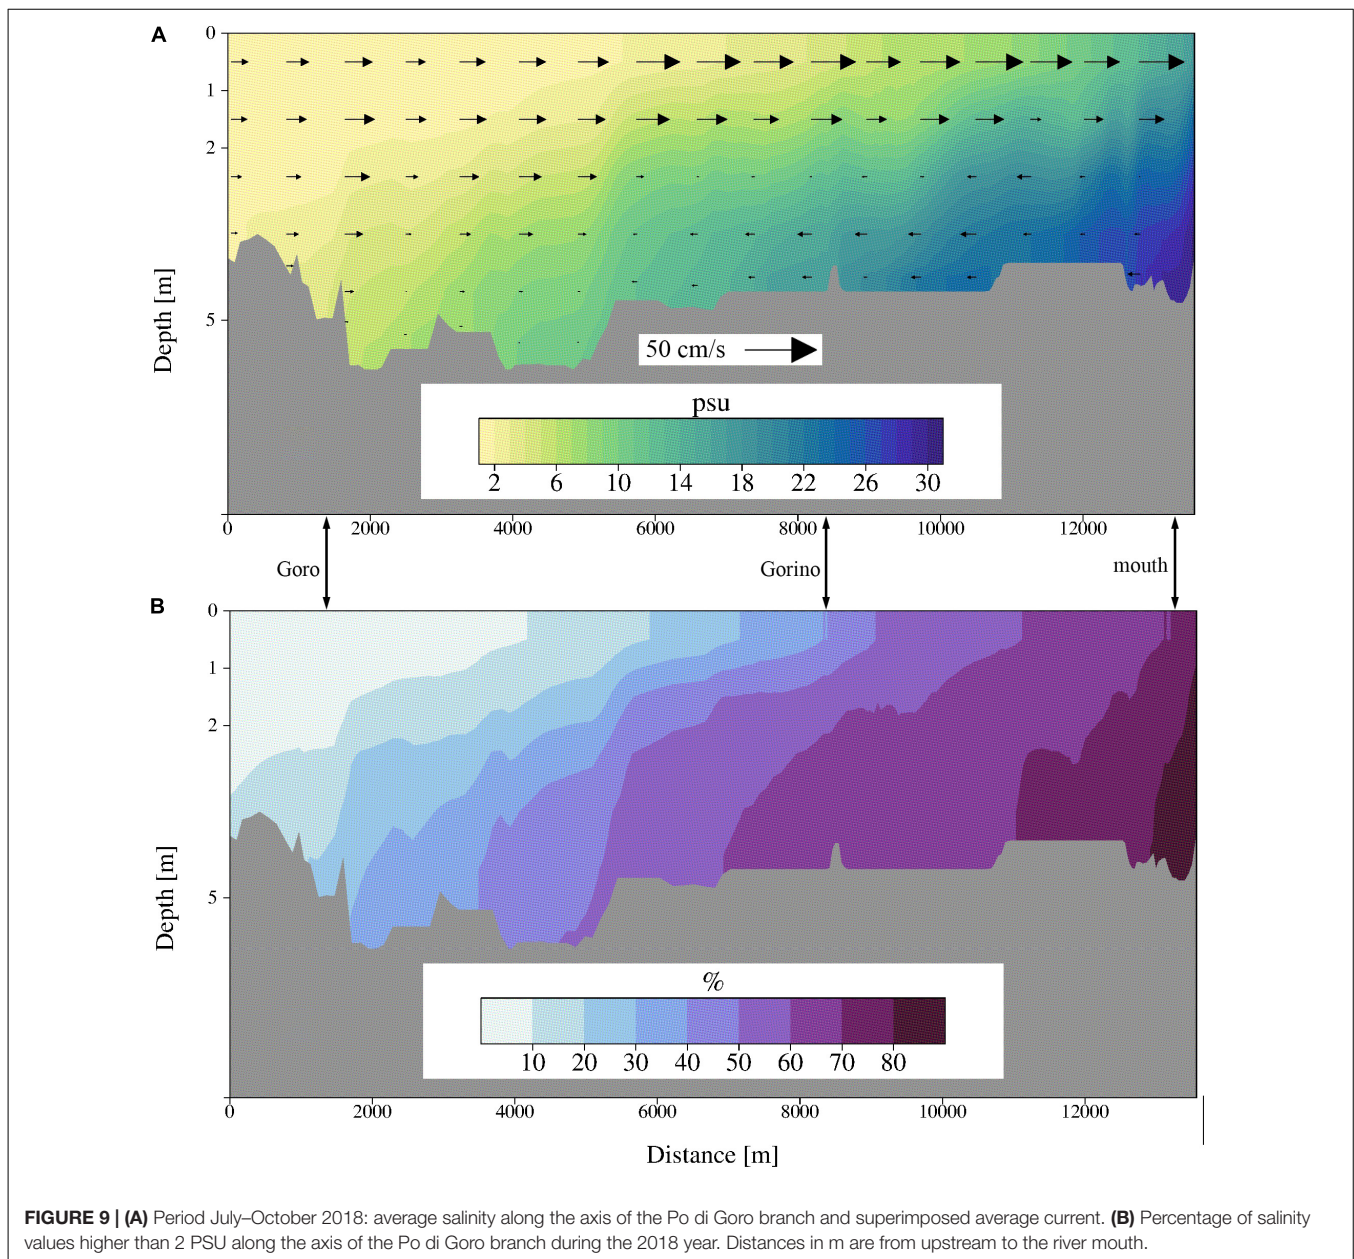 A
0
1
2
5
Depth [m]
50 cm/s
psu
2 6 10 14 18 22 26 30
0 2000 4000 6000 8000 10000 12000
Goro Gorino mouth
B
0
1
2
5
Depth [m]
%
10 20 30 40 50 60 70 80
0 2000 4000 6000 8000 10000 12000
Distance [m]
FIGURE 9 | (A) Period July–October 2018: average salinity along the axis of the Po di Goro branch and superimposed average current. (B) Percentage of salinity
values higher than 2 PSU along the axis of the Po di Goro branch during the 2018 year. Distances in m are from upstream to the river mouth.